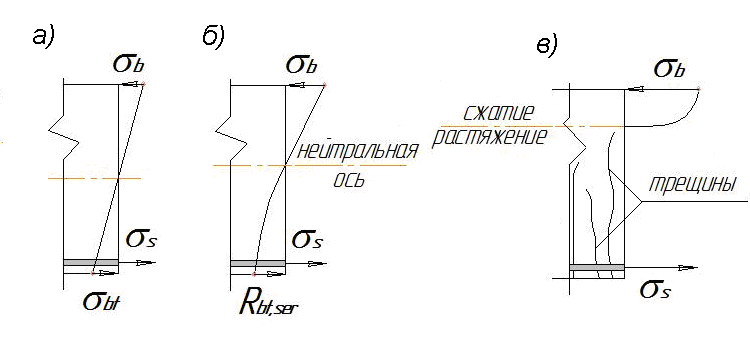 а)
σb
σs
σbt
б)
σb
нейтральная
ось
σs
Rbt,ser
в)
σb
сжатие
растяжение
трещины
σs